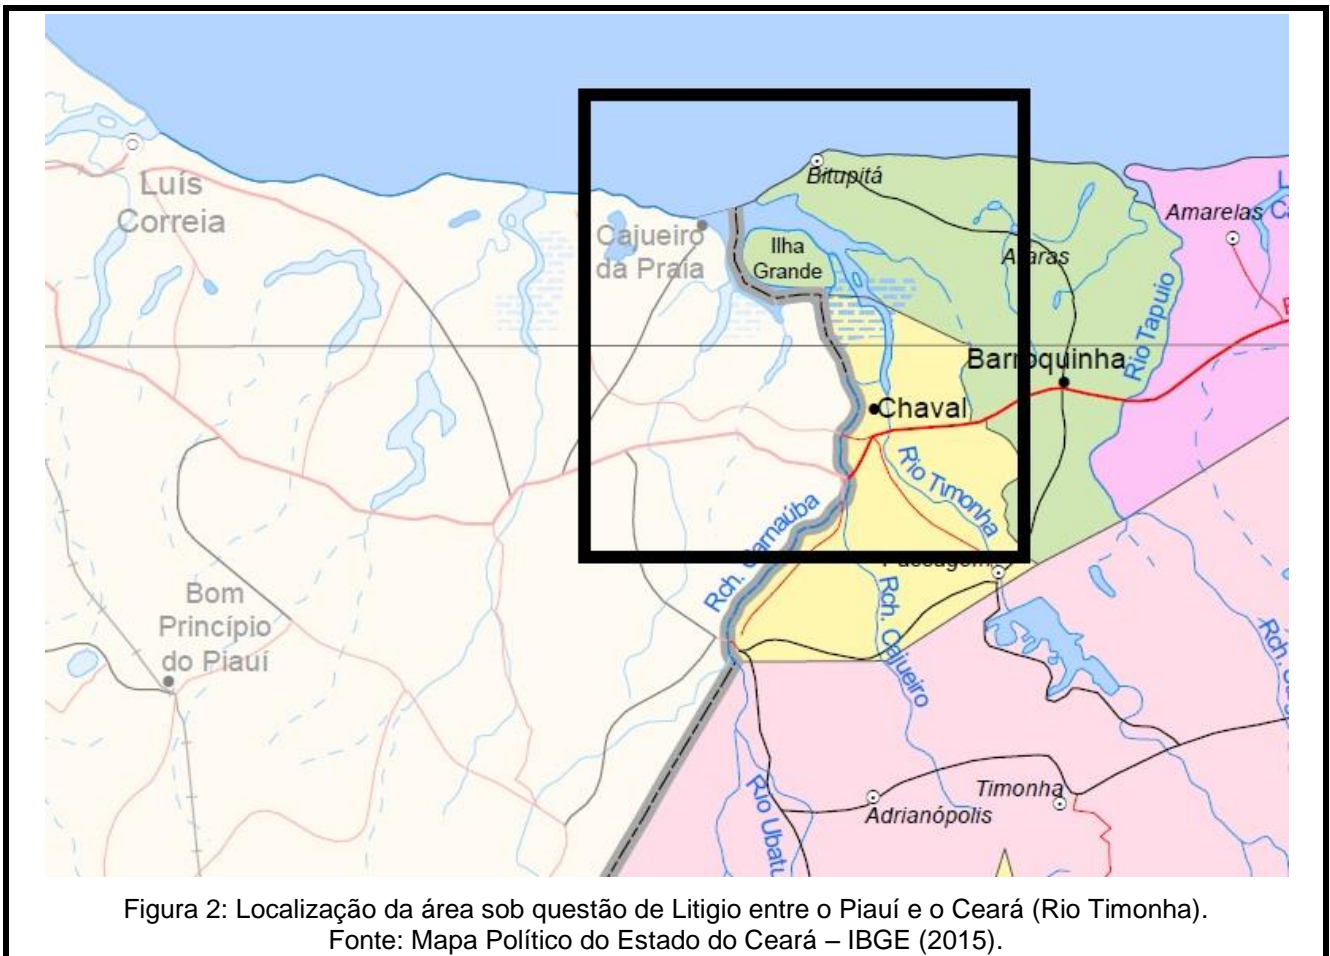 Luís
Correia
Cajueiro
da Praia
Ilha
Grande
Bitupitá
Araras
Amarelas
Rio Tapuio
Barroquinha
Chaval
Rio Timonha
Rch. Carnaúba
Passagem
Rch. Cajueiro
Bom
Princípio
do Piauí
Rio Ubatu
Adrianópolis
Timonha
Figura 2: Localização da área sob questão de Litigio entre o Piauí e o Ceará (Rio Timonha).
Fonte: Mapa Político do Estado do Ceará – IBGE (2015).